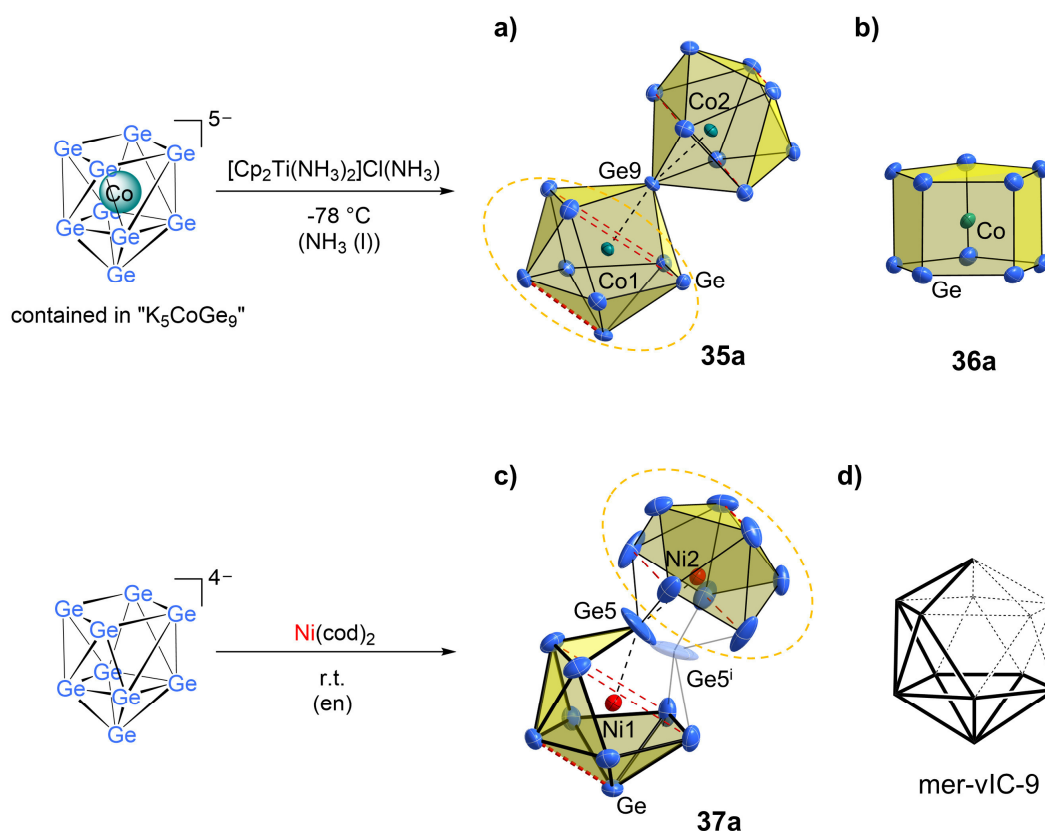 a)
b)
5−
Ge
Ge
Ge
Ge
Co
Ge
Ge
Ge
Ge
Ge
[Cp₂Ti(NH₃)₂]Cl(NH₃)
-78 °C
(NH₃ (l))
contained in "K₅CoGe₉"
Co2
Ge9
Co1
Ge
35a
Co
Ge
36a
c)
d)
4−
Ge
Ge
Ge
Ge
Ge
Ge
Ge
Ge
Ge
Ni(cod)₂
r.t.
(en)
Ni2
Ge5
Ge5ⁱ
Ni1
Ge
37a
mer-vIC-9